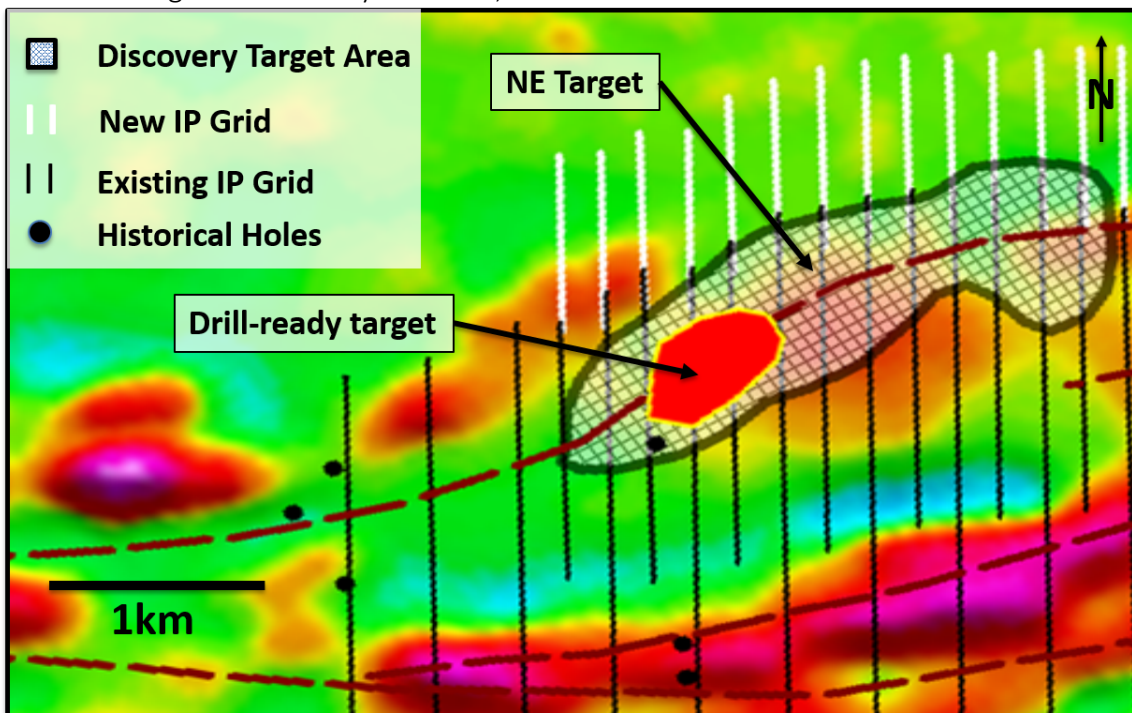 Discovery Target Area
New IP Grid
Existing IP Grid
Historical Holes
NE Target
N
Drill-ready target
1km